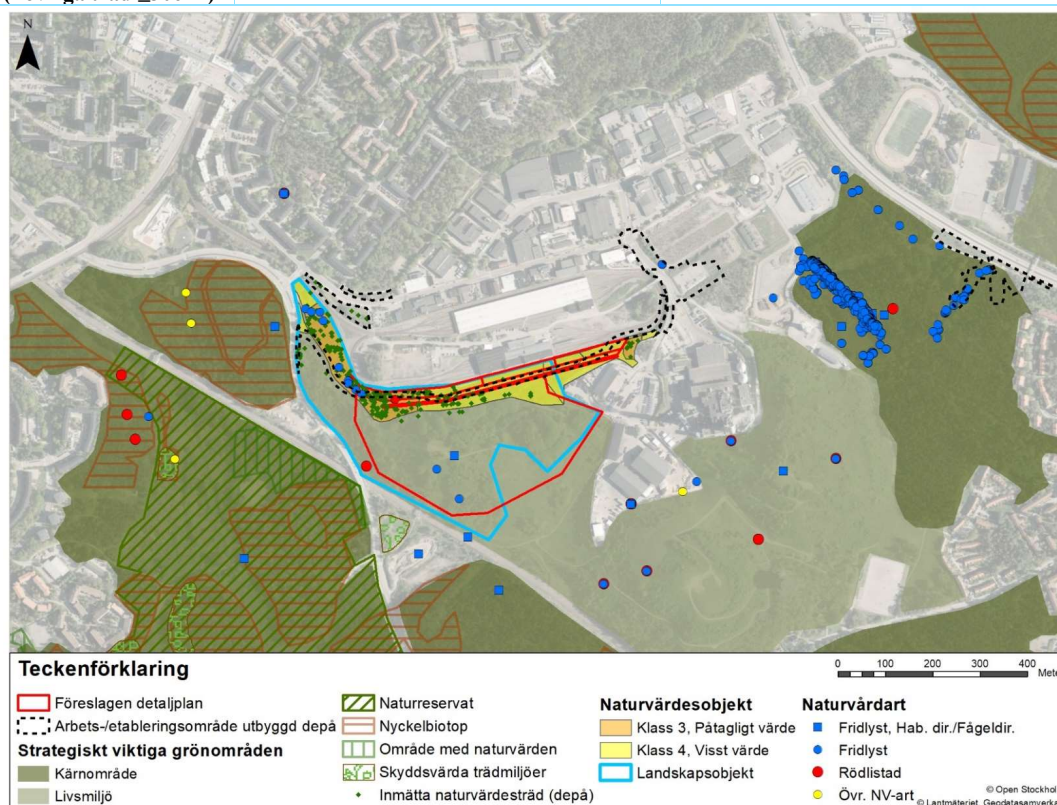 N
Teckenförklaring
Föreslagen detaljplan
Arbets-/etableringsområde utbyggd depå
Strategiskt viktiga grönområden
Kärnområde
Livsmiljö
Naturreservat
Nyckelbiotop
Område med naturvärden
Skyddsvärda trädmiljöer
Inmätta naturvärdesträd (depå)
Naturvärdesobjekt
Klass 3, Påtagligt värde
Klass 4, Visst värde
Landskapsobjekt
0 100 200 300 400
Mete
Naturvårdart
Fridlyst, Hab. dir./Fågeldir.
Fridlyst
Rödlistad
Övr. NV-art
© Open Stockhol
© Lantmäteriet, Geodatasamverka